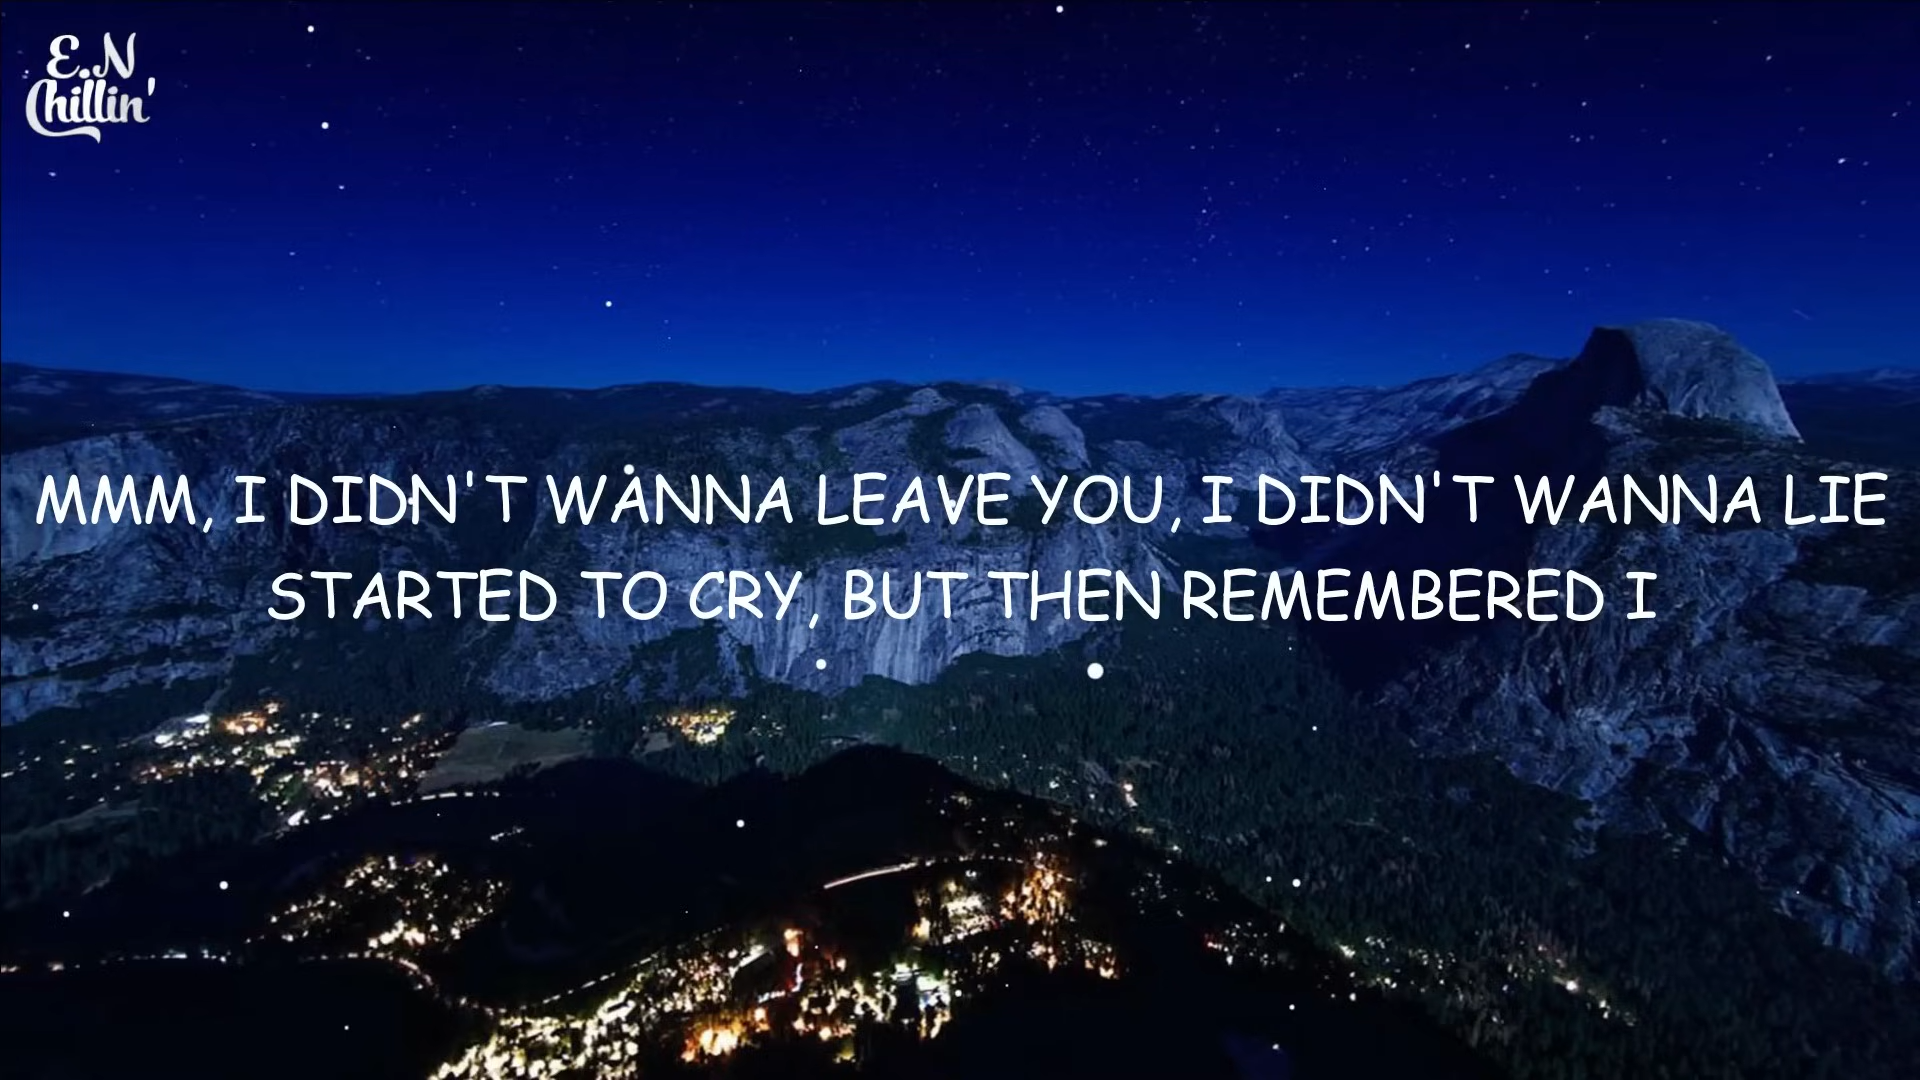 E.N
Chillin'
MMM, I DIDN'T WANNA LEAVE YOU, I DIDN'T WANNA LIE
STARTED TO CRY, BUT THEN REMEMBERED I